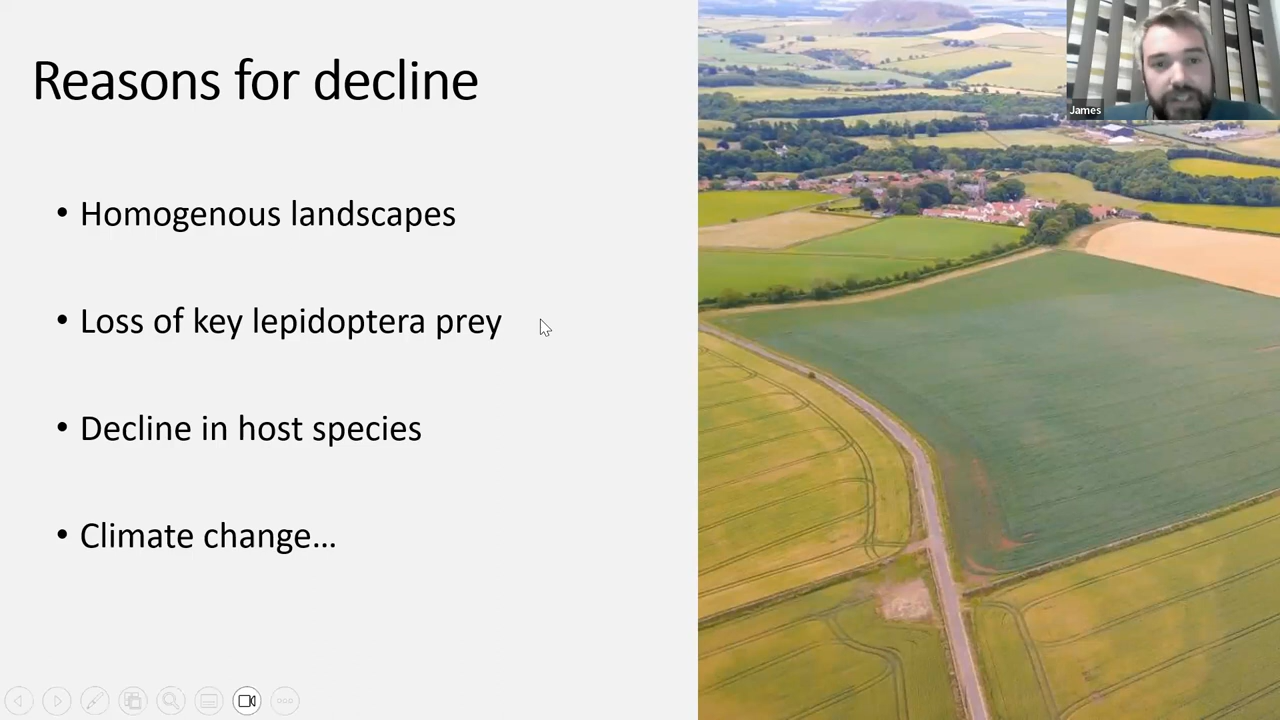 Reasons for decline
• Homogenous landscapes
• Loss of key lepidoptera prey
• Decline in host species
• Climate change...
James